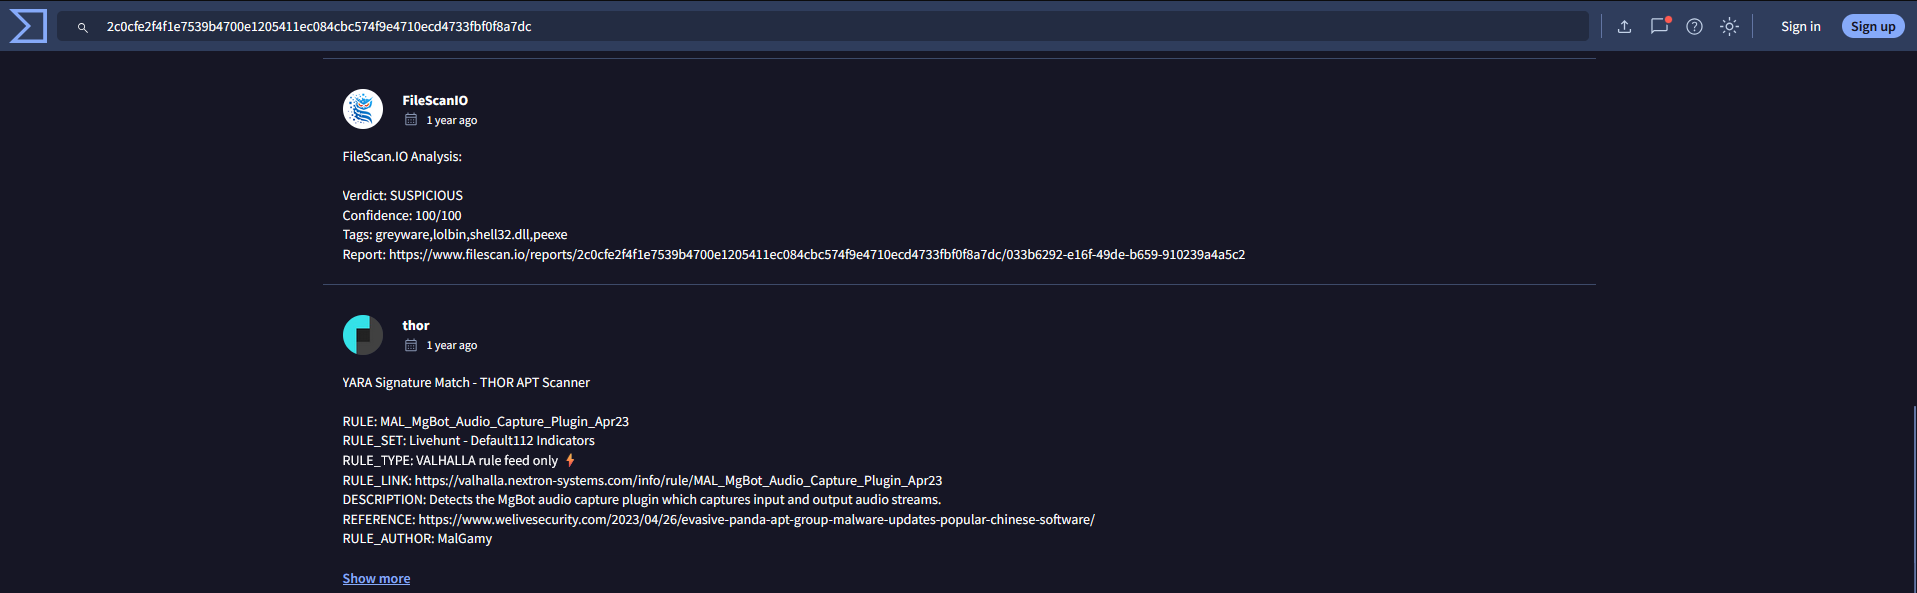 2c0cfe2f4f1e7539b4700e1205411ec084cbc574f9e4710ecd4733fbf0f8a7dc
Sign in
Sign up
FileScanIO
1 year ago
FileScan.IO Analysis:
Verdict: SUSPICIOUS
Confidence: 100/100
Tags: greyware,lolbin,shell32.dll,peexe
Report: https://www.filescan.io/reports/2c0cfe2f4f1e7539b4700e1205411ec084cbc574f9e4710ecd4733fbf0f8a7dc/033b6292-e16f-49de-b659-910239a4a5c2
thor
1 year ago
YARA Signature Match - THOR APT Scanner
RULE: MAL_MgBot_Audio_Capture_Plugin_Apr23
RULE_SET: Livehunt - Default112 Indicators
RULE_TYPE: VALHALLA rule feed only ⚡
RULE_LINK: https://valhalla.nextron-systems.com/info/rule/MAL_MgBot_Audio_Capture_Plugin_Apr23
DESCRIPTION: Detects the MgBot audio capture plugin which captures input and output audio streams.
REFERENCE: https://www.welivesecurity.com/2023/04/26/evasive-panda-apt-group-malware-updates-popular-chinese-software/
RULE_AUTHOR: MalGamy
Show more